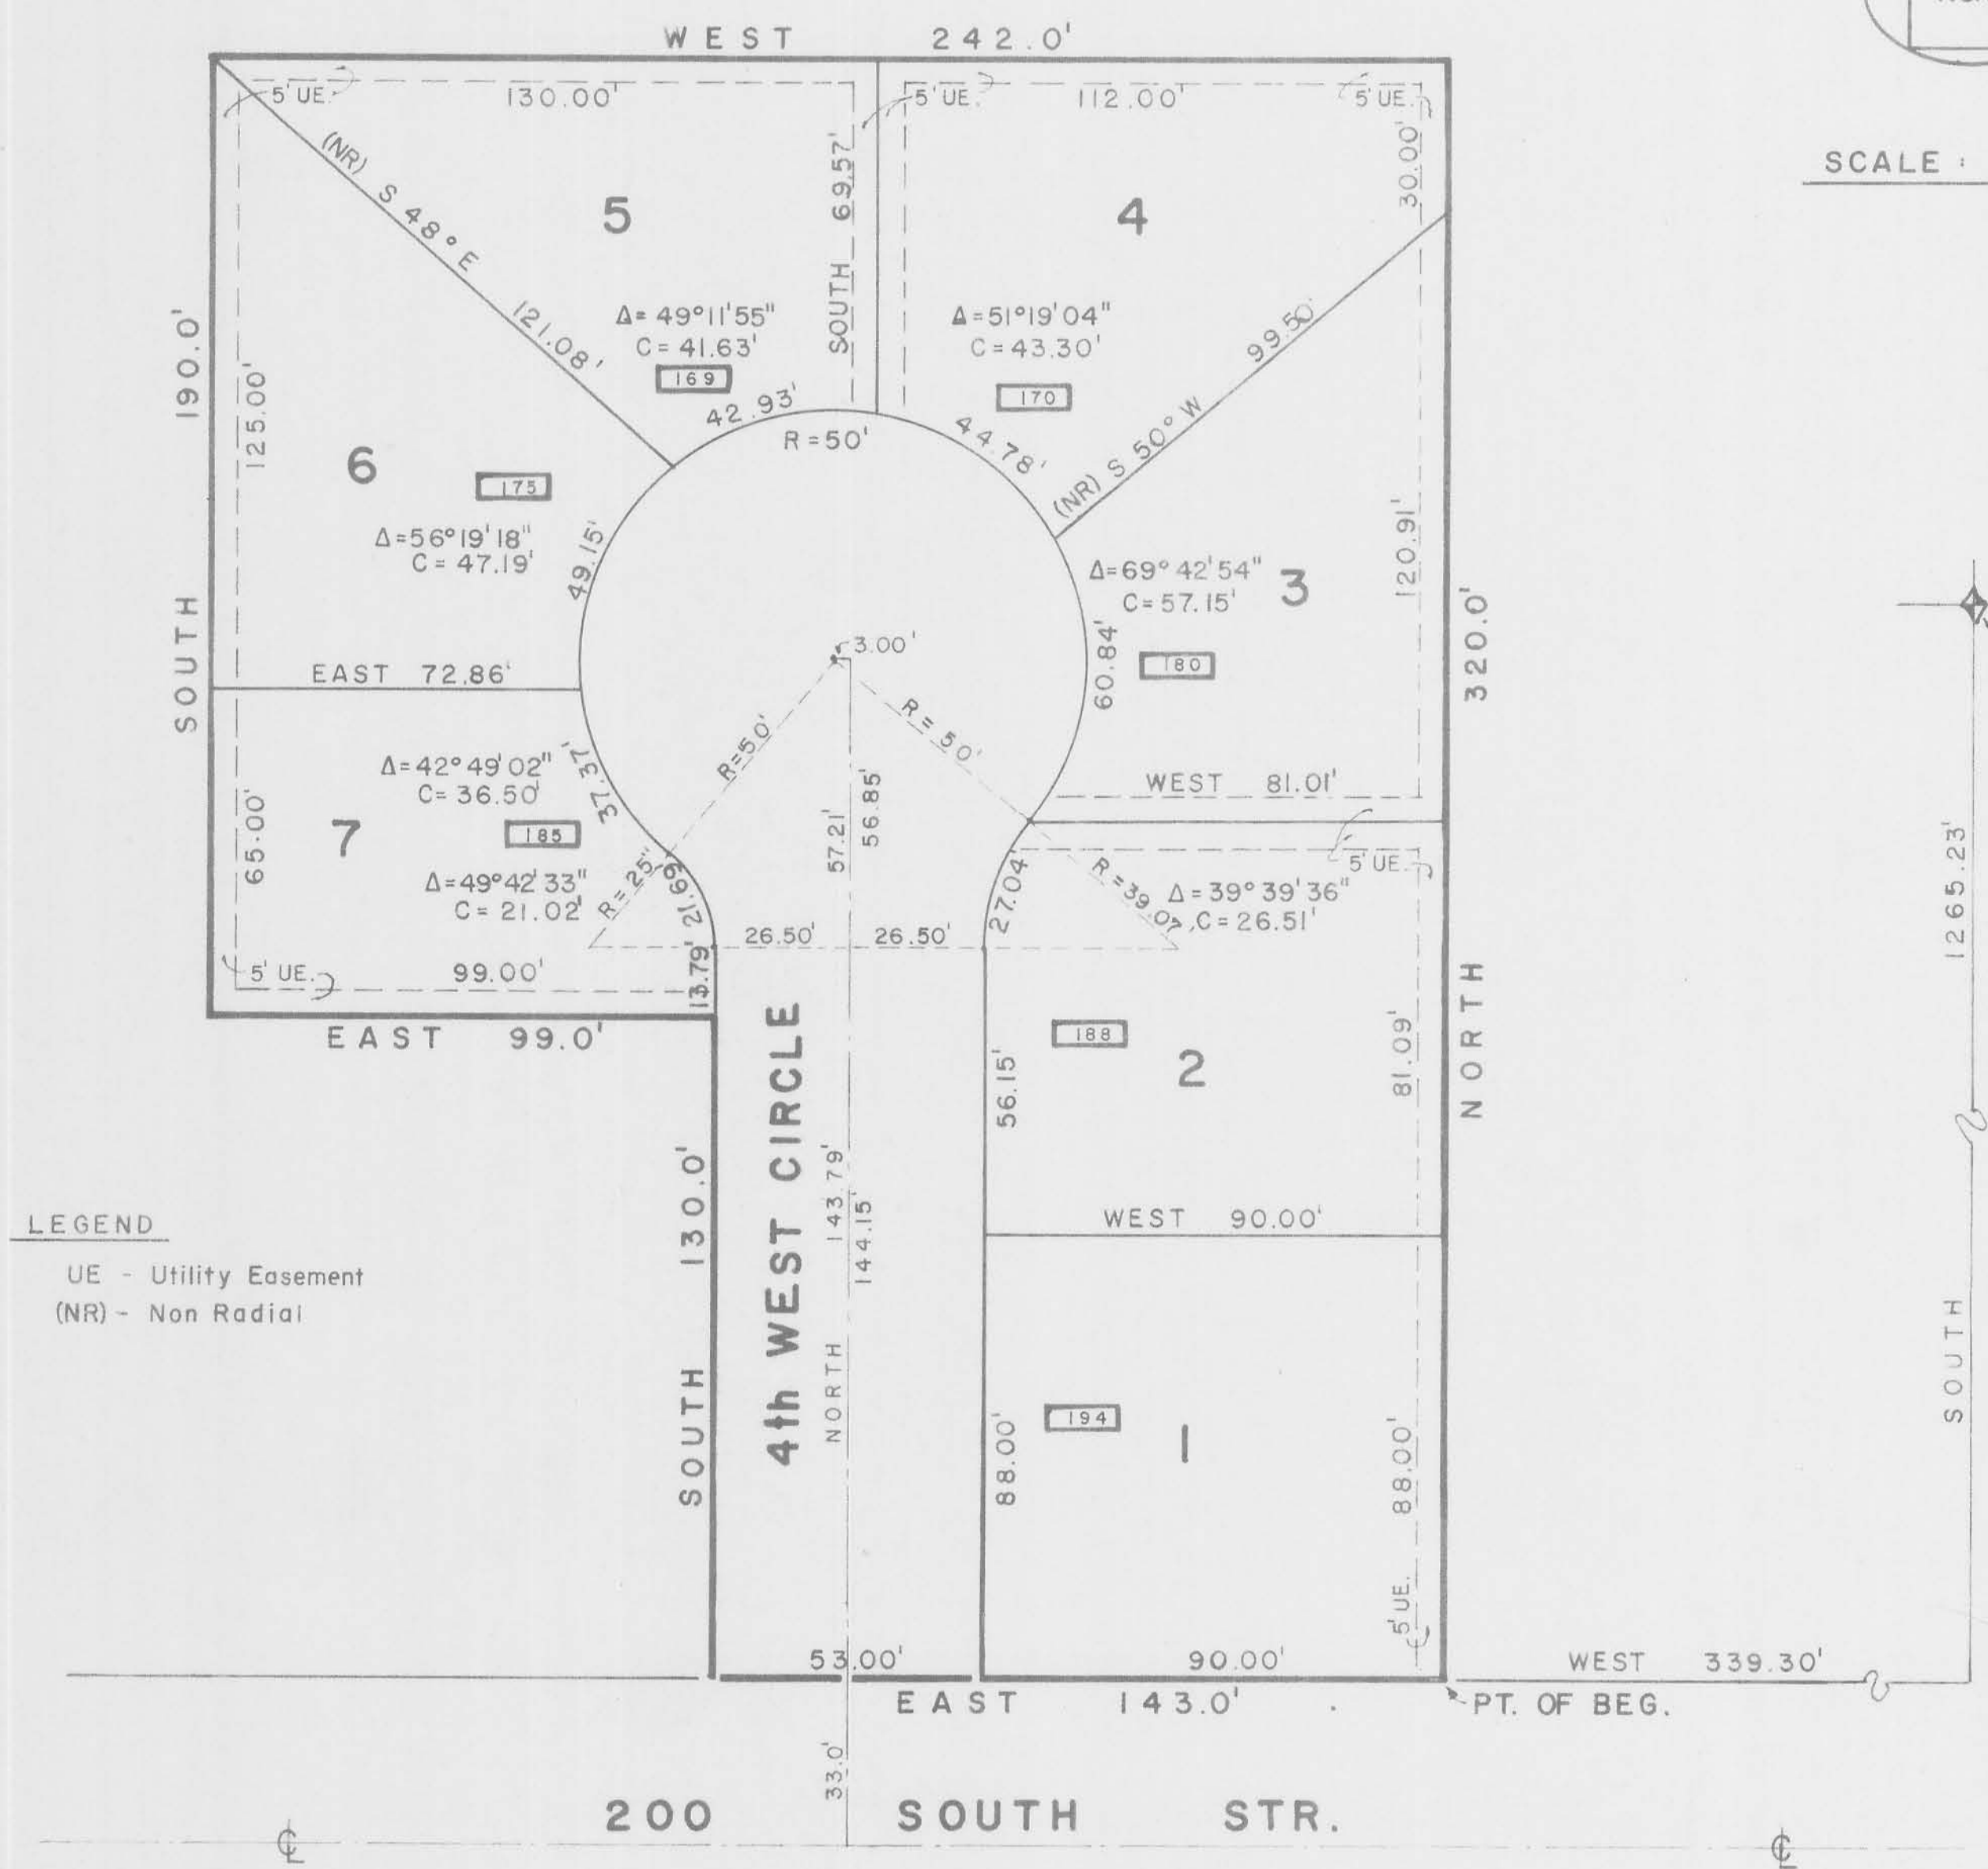 WEST 242.0'
SCALE :
5' UE.
130.00'
5' UE.
112.00'
5' UE.
30.00'
(NR) S 48° E 121.08'
5
SOUTH 69.57'
4
Δ= 49°11'55"
C= 41.63'
169
42.93'
R=50'
Δ=51°19'04"
C=43.30'
170
44.78'
(NR) S 50° W 99.50'
SOUTH 190.0'
125.00'
6
175
Δ=56°19'18"
C= 47.19'
49.15'
EAST 72.86'
Δ=69°42'54"
C=57.15'
3
180
60.84'
120.91'
NORTH 320.0'
3.00'
R=50'
R= 50'
WEST 81.01'
Δ=42°49'02"
C= 36.50'
37.37'
7
185
65.00'
Δ=49°42'33"
C= 21.02'
R= 25'
21.69'
57.21'
56.85'
27.04'
R= 39.07'
Δ=39°39'36"
C=26.51'
5' UE.
26.50'
26.50'
5' UE.
99.00'
13.79'
EAST 99.0'
188
2
56.15'
81.09'
WEST 90.00'
SOUTH 130.0'
4th WEST CIRCLE
NORTH 143.79'
144.15'
LEGEND
UE - Utility Easement
(NR) - Non Radial
194
1
88.00'
88.00'
5' UE.
53.00'
90.00'
EAST 143.0'
PT. OF BEG.
WEST 339.30'
SOUTH 1265.23'
33.0'
200 SOUTH STR.